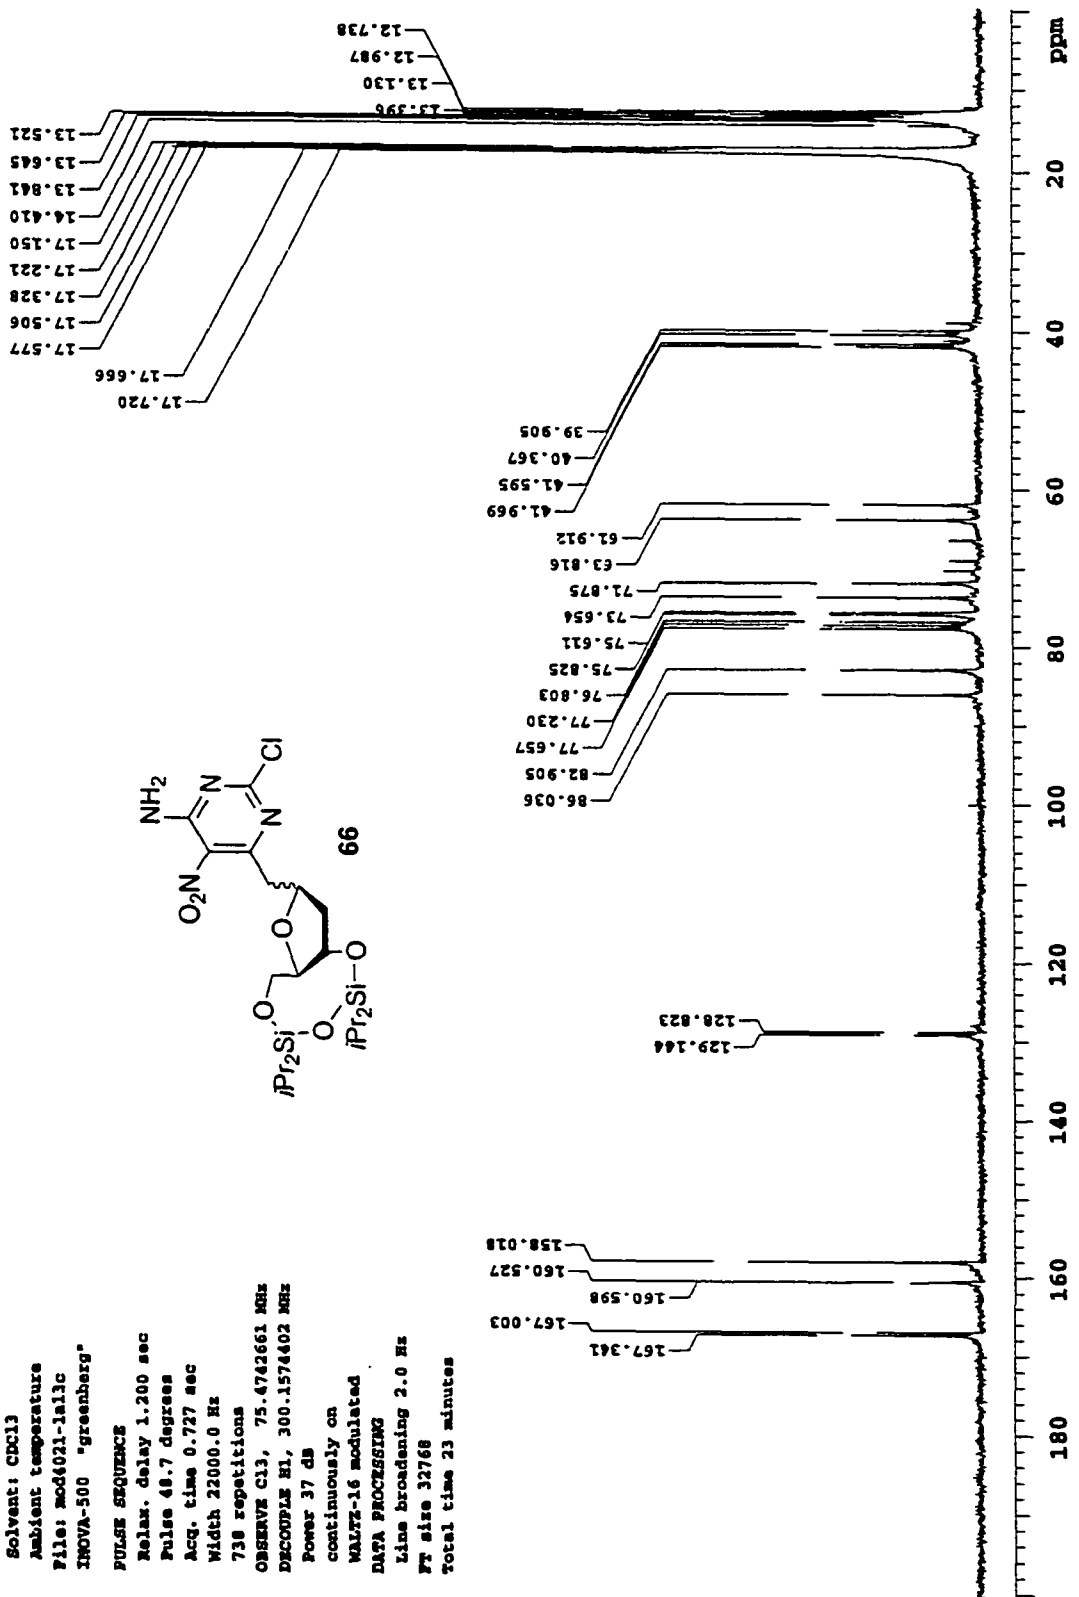 Solvent: CDCl3
Ambient temperature
File: mod4021-1a13c
INOVA-500 "greenberg"
PULSE SEQUENCE
Relax. delay 1.200 sec
Pulse 48.7 degrees
Acq. time 0.727 sec
Width 22000.0 Hz
738 repetitions
OBSERVE C13, 75.4742661 MHz
DECOUPLE H1, 300.1574402 MHz
Power 37 dB
continuously on
WALTZ-16 modulated
DATA PROCESSING
Line broadening 2.0 Hz
FT size 32768
Total time 23 minutes
NH2
O2N
N
Cl
N
O
O
iPr2Si
O
iPr2Si
O
66
167.341
167.003
160.598
160.527
158.018
129.144
128.823
86.036
82.905
77.657
77.230
76.803
75.825
75.611
73.654
71.875
63.816
61.912
41.969
41.595
40.367
39.905
17.720
17.666
17.577
17.506
17.328
17.221
17.150
14.410
13.841
13.645
13.521
13.396
13.130
12.987
12.738
180
160
140
120
100
80
60
40
20
ppm